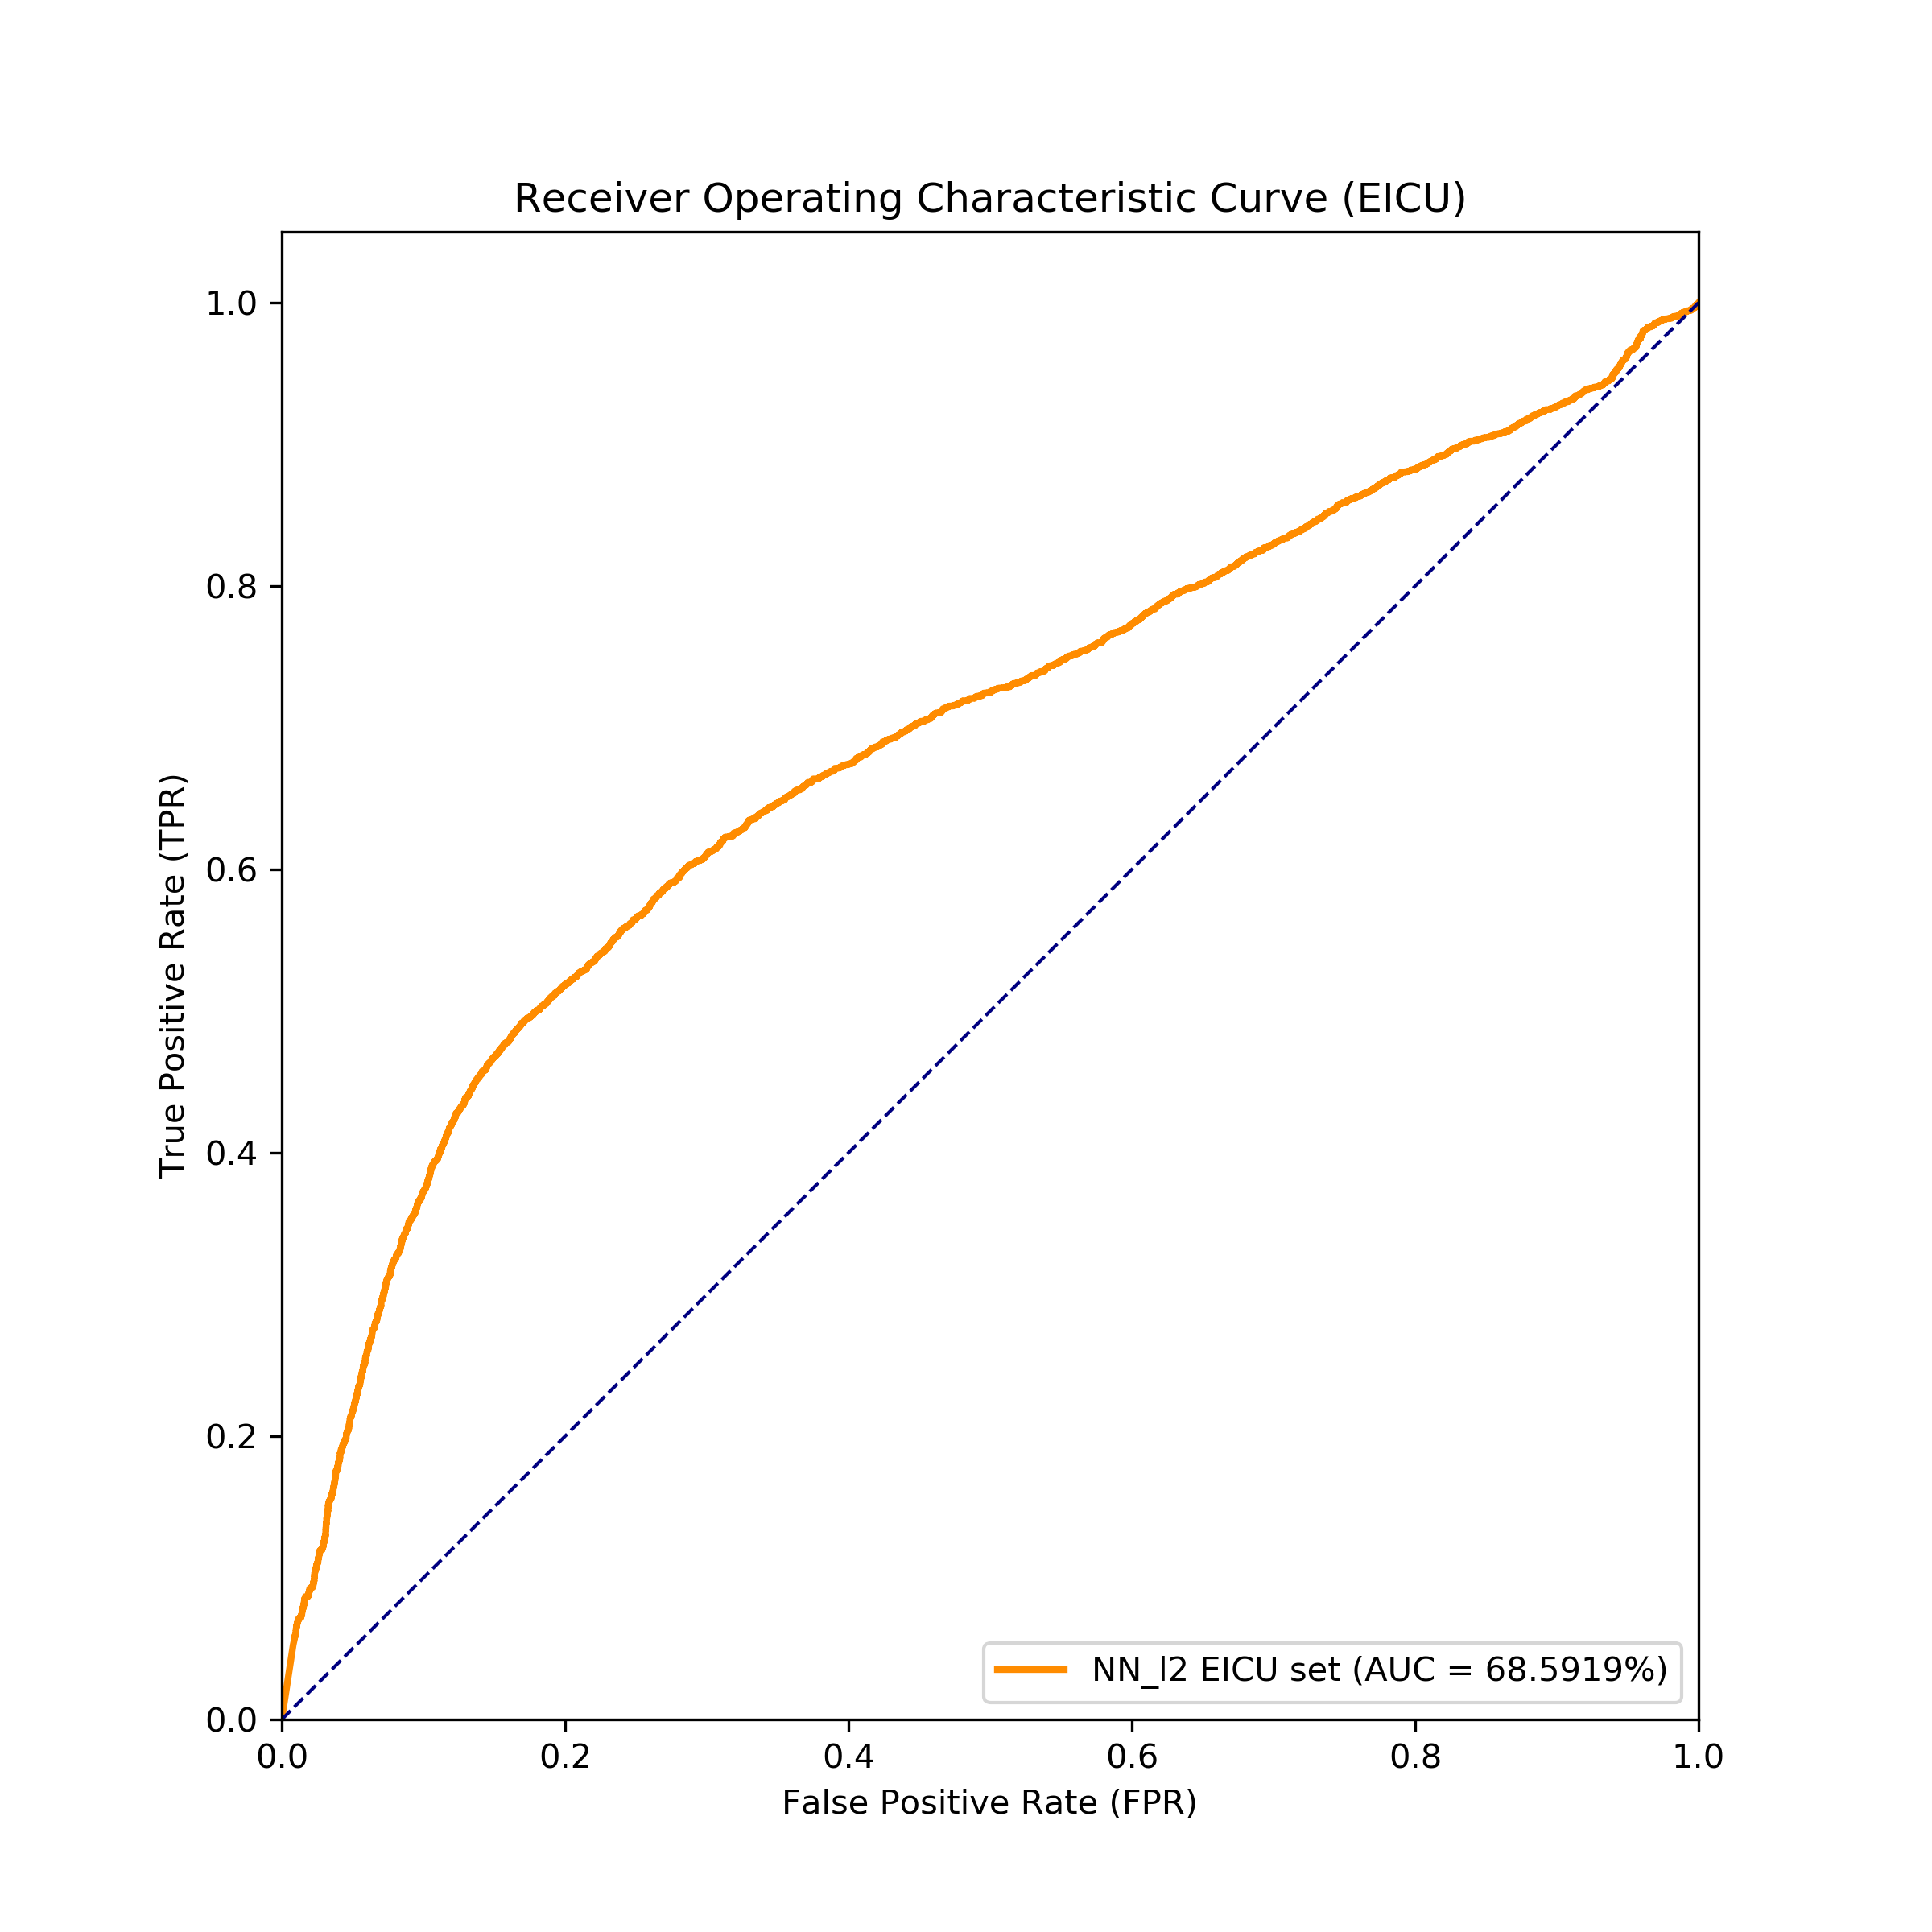 Receiver Operating Characteristic Curve (EICU)
True Positive Rate (TPR)
1.0
0.8
0.6
0.4
0.2
0.0
NN_l2 EICU set (AUC = 68.5919%)
0.0 0.2 0.4 0.6 0.8 1.0
False Positive Rate (FPR)